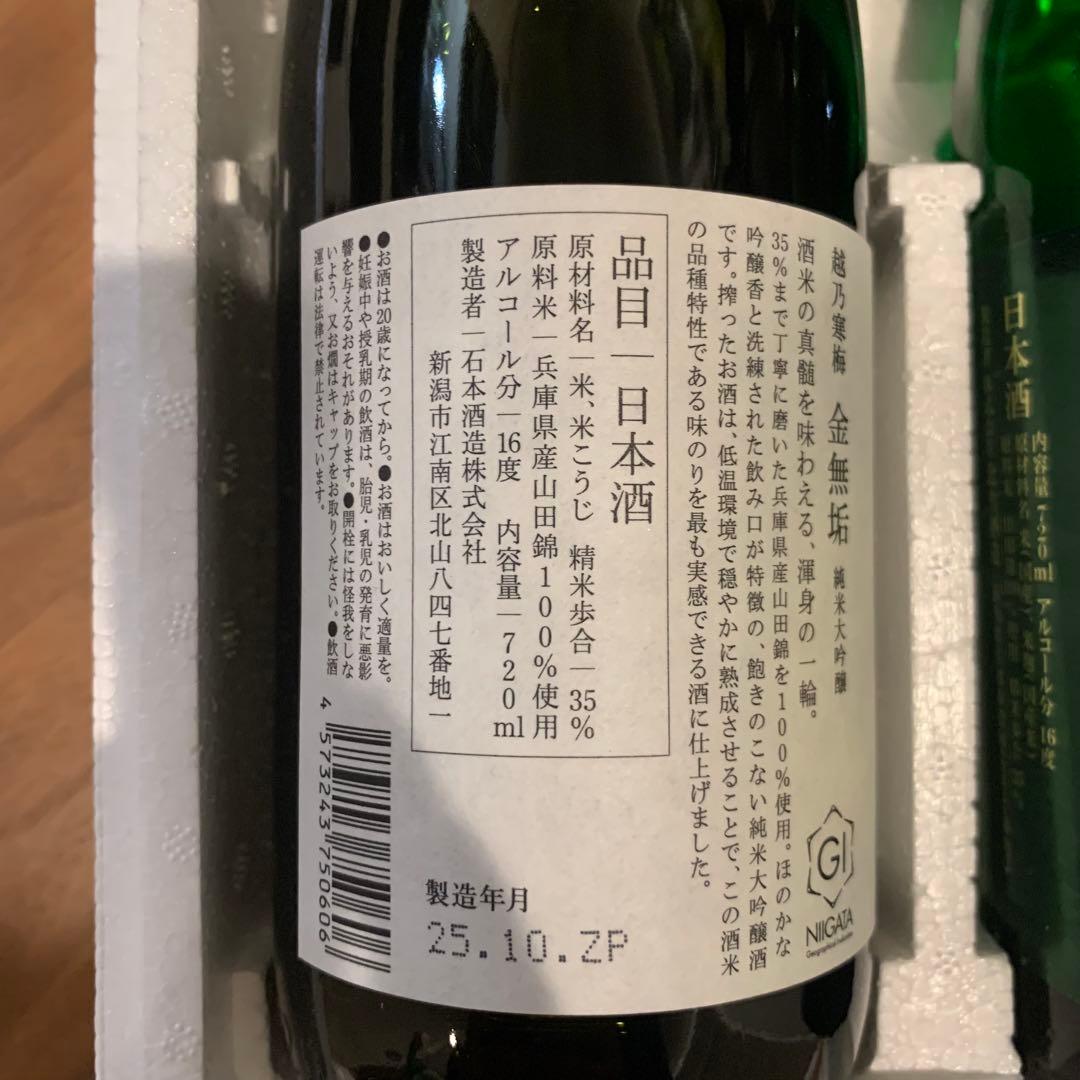 越乃寒梅 金無垢 純米大吟醸
酒米の真髄を味わえる、渾身の一輪。
35%まで丁寧に磨いた兵庫県産山田錦を100%使用。ほのかな
吟醸香と洗練された飲み口が特徴の、飽きのこない純米大吟醸酒
です。搾ったお酒は、低温環境で穏やかに熟成させることで、この酒米
の品種特性である味のりを最も実感できる酒に仕上げました。
品目｜日本酒
原材料名｜米、米こうじ 精米歩合｜35%
原料米｜兵庫県産山田錦100%使用
アルコール分｜16度 内容量｜720ml
製造者｜石本酒造株式会社
新潟市江南区北山八四七番地一
●お酒は20歳になってから。●お酒はおいしく適量を。
●妊娠中や授乳期の飲酒は、胎児・乳児の発育に悪影
響を与えるおそれがあります。●開栓には怪我をしな
いよう、又お燗はキャップをお取りください。●飲酒
運転は法律で禁止されています。
4573243750606
製造年月
25.10.ZP
GI
NIIGATA
Geographical Indication
日本酒
内容量 720ml アルコール分 16度